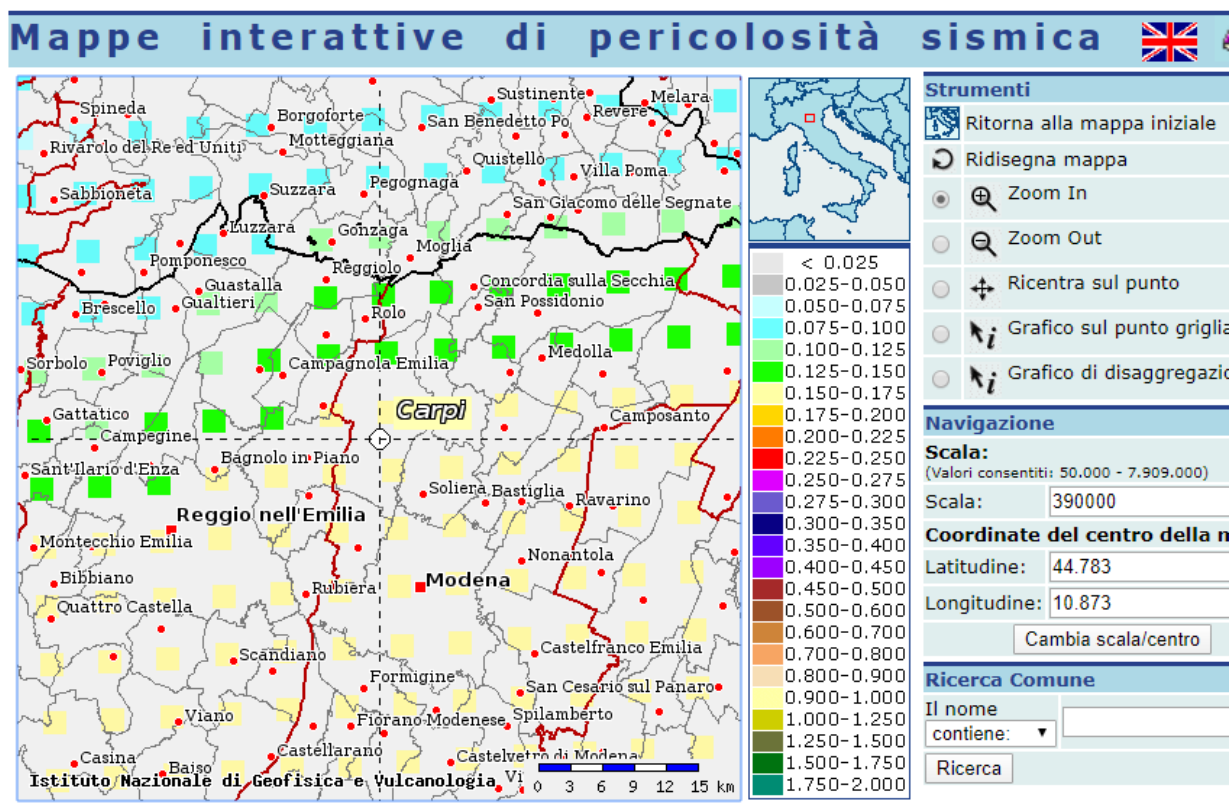 Mappe interattive di pericolosità sismica
Spineda
Borgoforte
Sustinente
Melara
Revere
San Benedetto Po
Rivarolo del Re ed Uniti
Motteggiana
Quistello
Villa Poma
Sabbioneta
Suzzara
Pegognaga
San Giacomo delle Segnate
Luzzara
Gonzaga
Moglia
Pomponesco
Reggiolo
Guastalla
Concordia sulla Secchia
Gualtieri
San Possidonio
Brescello
Rolo
Sorbolo
Poviglio
Campagnola Emilia
Medolla
Gattatico
Carpi
Camposanto
Campegine
Sant'Ilario d'Enza
Bagnolo in Piano
Soliera
Bastiglia
Ravarino
Reggio nell'Emilia
Montecchio Emilia
Nonantola
Bibbiano
Rubiera
Modena
Quattro Castella
Scandiano
Castelfranco Emilia
Formigine
San Cesario sul Panaro
Viano
Fiorano Modenese
Spilamberto
Casina
Castellarano
Castelvetro di Modena
Baiso
Istituto Nazionale di Geofisica e Vulcanologia
Vi
0 3 6 9 12 15 km
< 0.025
0.025-0.050
0.050-0.075
0.075-0.100
0.100-0.125
0.125-0.150
0.150-0.175
0.175-0.200
0.200-0.225
0.225-0.250
0.250-0.275
0.275-0.300
0.300-0.350
0.350-0.400
0.400-0.450
0.450-0.500
0.500-0.600
0.600-0.700
0.700-0.800
0.800-0.900
0.900-1.000
1.000-1.250
1.250-1.500
1.500-1.750
1.750-2.000
Strumenti
Ritorna alla mappa iniziale
Ridisegna mappa
Zoom In
Zoom Out
Ricentra sul punto
Grafico sul punto griglia
Grafico di disaggregazio
Navigazione
Scala:
(Valori consentiti: 50.000 - 7.909.000)
Scala: 390000
Coordinate del centro della m
Latitudine: 44.783
Longitudine: 10.873
Cambia scala/centro
Ricerca Comune
Il nome
contiene:
Ricerca